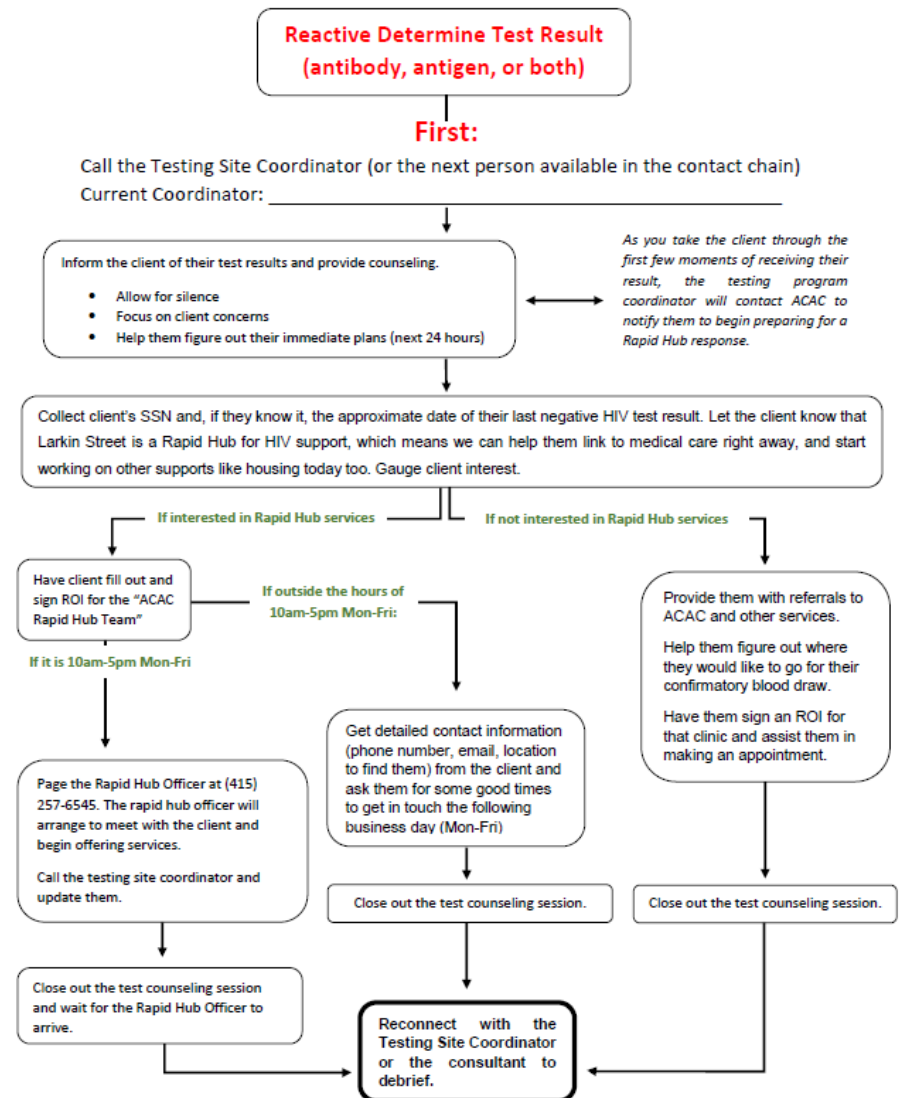 Reactive Determine Test Result
(antibody, antigen, or both)
First:
Call the Testing Site Coordinator (or the next person available in the contact chain)
Current Coordinator: ___________________________________________
Inform the client of their test results and provide counseling.
• Allow for silence
• Focus on client concerns
• Help them figure out their immediate plans (next 24 hours)
As you take the client through the
first few moments of receiving their
result, the testing program
coordinator will contact ACAC to
notify them to begin preparing for a
Rapid Hub response.
Collect client's SSN and, if they know it, the approximate date of their last negative HIV test result. Let the client know that
Larkin Street is a Rapid Hub for HIV support, which means we can help them link to medical care right away, and start
working on other supports like housing today too. Gauge client interest.
If interested in Rapid Hub services
If not interested in Rapid Hub services
Have client fill out and
sign ROI for the “ACAC
Rapid Hub Team”
If outside the hours of
10am-5pm Mon-Fri:
If it is 10am-5pm Mon-Fri
Provide them with referrals to
ACAC and other services.
Help them figure out where
they would like to go for their
confirmatory blood draw.
Have them sign an ROI for
that clinic and assist them in
making an appointment.
Get detailed contact information
(phone number, email, location
to find them) from the client and
ask them for some good times
to get in touch the following
business day (Mon-Fri)
Page the Rapid Hub Officer at (415)
257-6545. The rapid hub officer will
arrange to meet with the client and
begin offering services.
Call the testing site coordinator and
update them.
Close out the test counseling session.
Close out the test counseling session.
Close out the test counseling session
and wait for the Rapid Hub Officer to
arrive.
Reconnect with the
Testing Site Coordinator
or the consultant to
debrief.